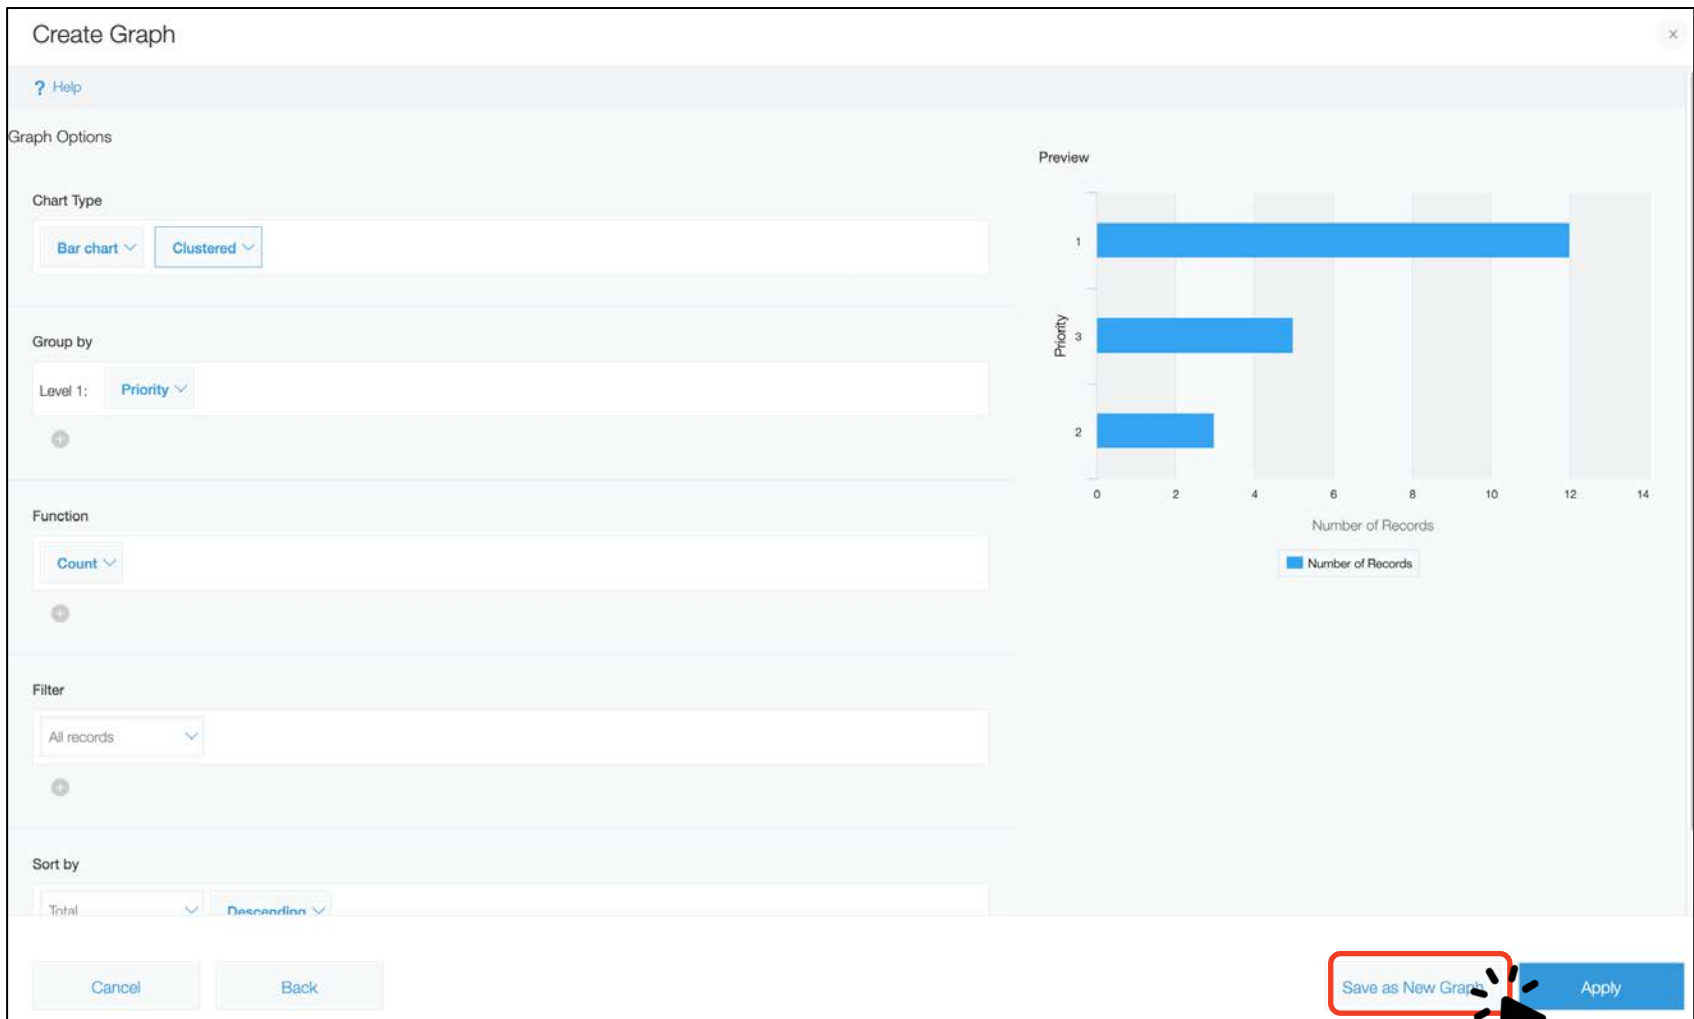 Create Graph
×
? Help
Graph Options
Chart Type
Bar chart Clustered
Group by
Level 1: Priority
Function
Count
Filter
All records
Sort by
Total Descending
Preview
1
3
2
Priority
0 2 4 6 8 10 12 14
Number of Records
Number of Records
Cancel Back Save as New Graph Apply